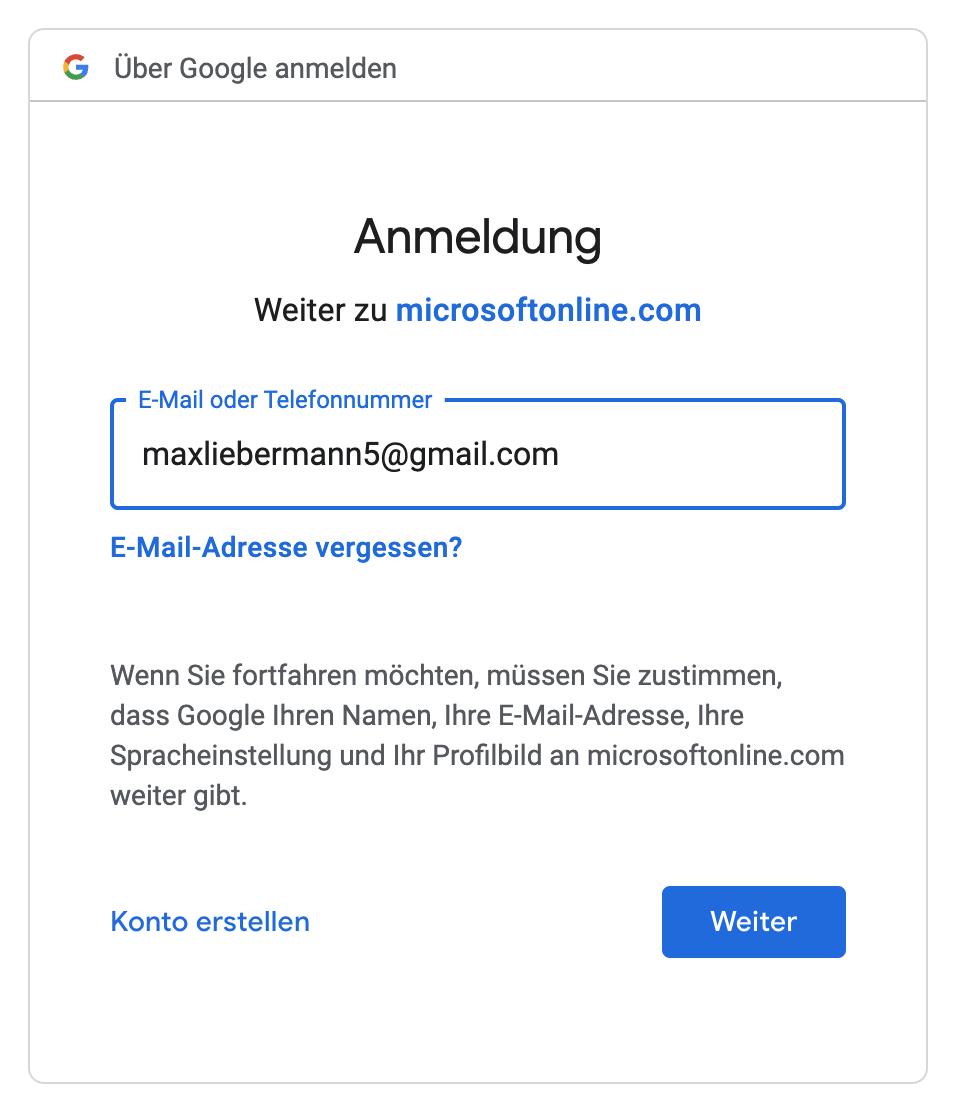 Über Google anmelden
Anmeldung
Weiter zu microsoftonline.com
E-Mail oder Telefonnummer
maxliebermann5@gmail.com
E-Mail-Adresse vergessen?
Wenn Sie fortfahren möchten, müssen Sie zustimmen,
dass Google Ihren Namen, Ihre E-Mail-Adresse, Ihre
Spracheinstellung und Ihr Profilbild an microsoftonline.com
weiter gibt.
Konto erstellen
Weiter